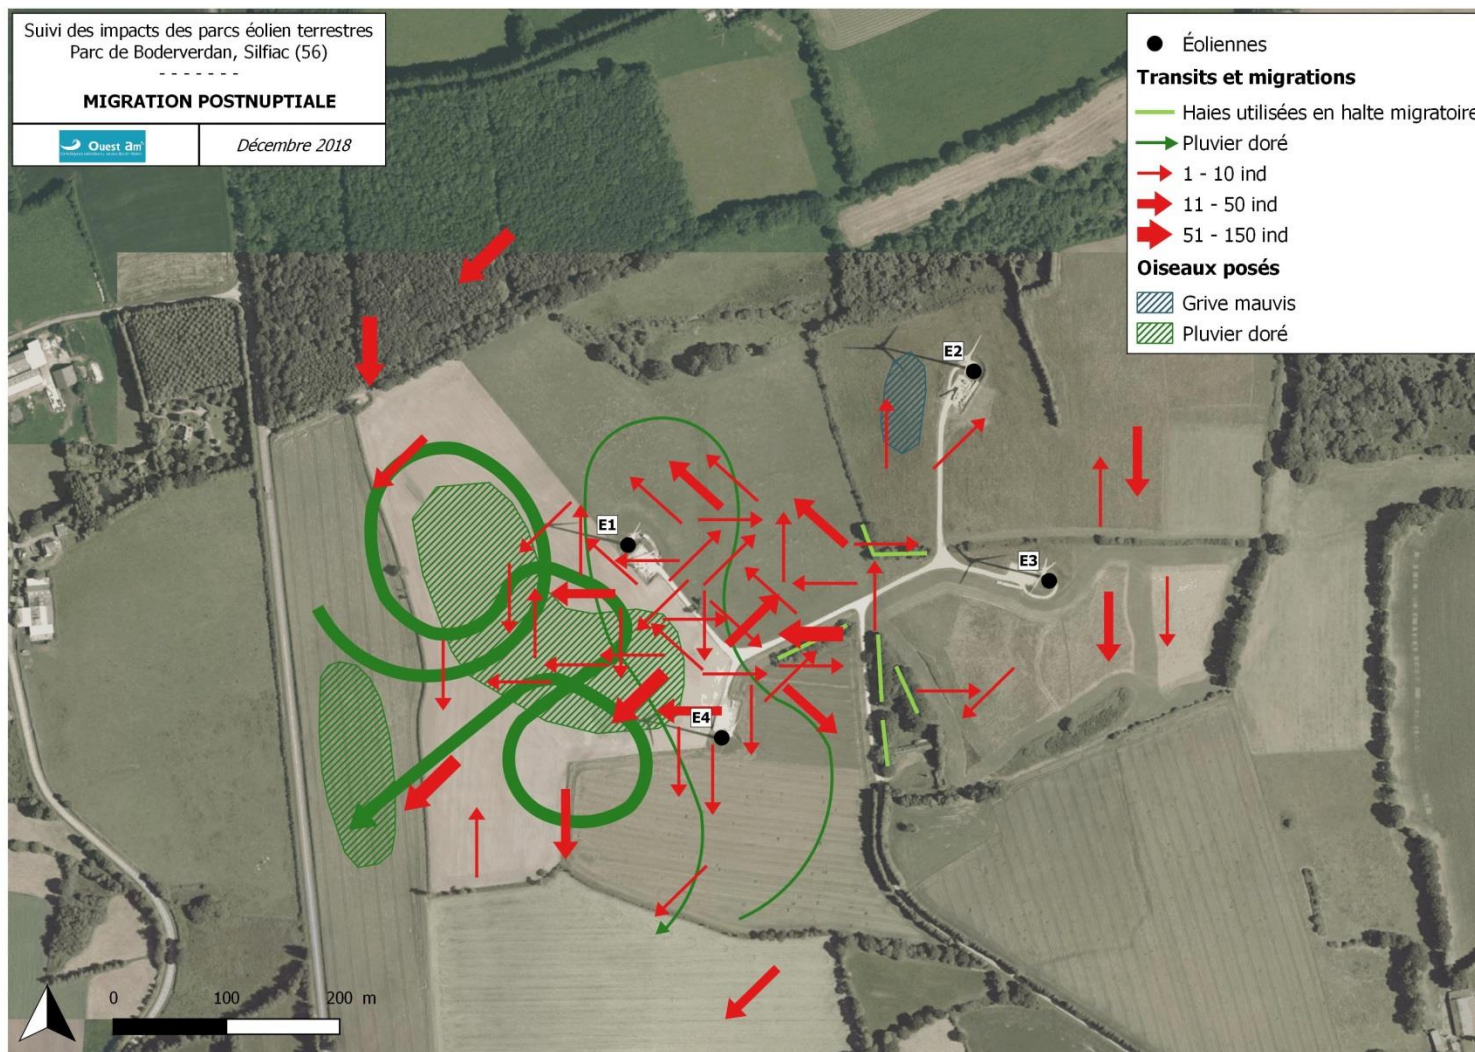 Suivi des impacts des parcs éolien terrestres
Parc de Boderverdan, Silfiac (56)
- - - - - - -
MIGRATION POSTNUPTIALE
Ouest am'
Décembre 2018
Éoliennes
Transits et migrations
Haies utilisées en halte migratoire
Pluvier doré
1 - 10 ind
11 - 50 ind
51 - 150 ind
Oiseaux posés
Grive mauvis
Pluvier doré
E2
E1
E3
E4
0 100 200 m